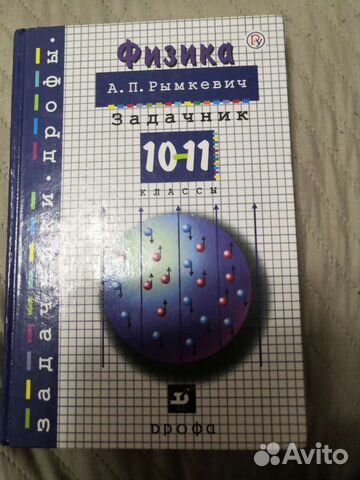 Физика
А.П.Рымкевич
Задачник
10-11
классы
задачники·дрофы·
дрофа
Avito